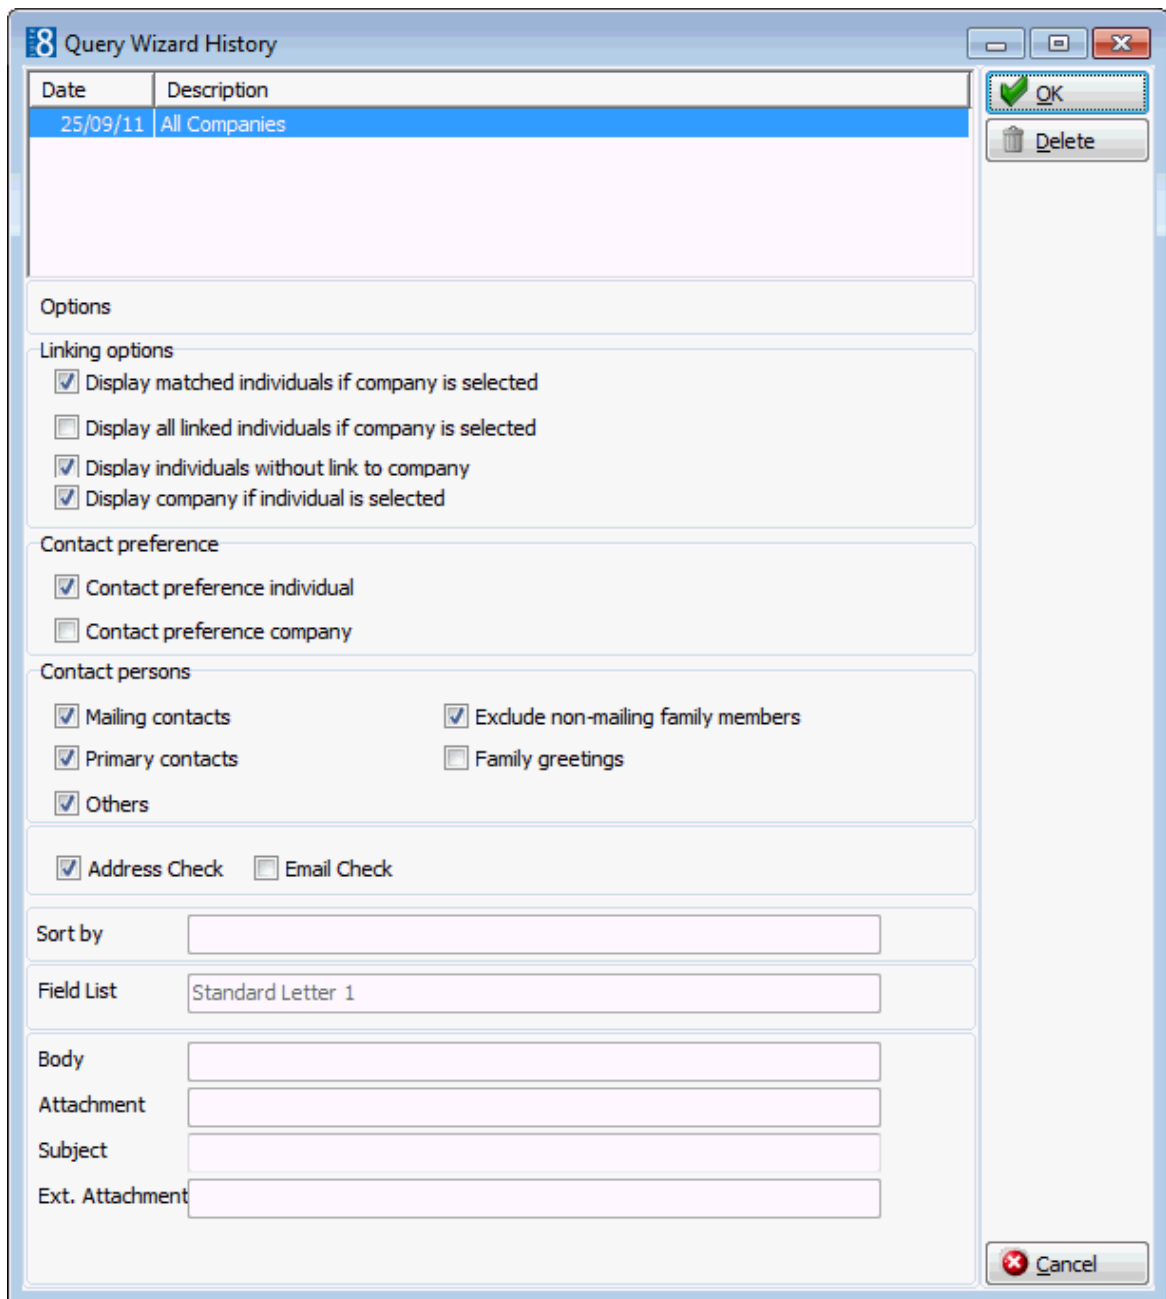 8 Query Wizard History
Date Description
25/09/11 All Companies
OK
Delete
Options
Linking options
Display matched individuals if company is selected
Display all linked individuals if company is selected
Display individuals without link to company
Display company if individual is selected
Contact preference
Contact preference individual
Contact preference company
Contact persons
Mailing contacts Exclude non-mailing family members
Primary contacts Family greetings
Others
Address Check Email Check
Sort by
Field List Standard Letter 1
Body
Attachment
Subject
Ext. Attachment
Cancel